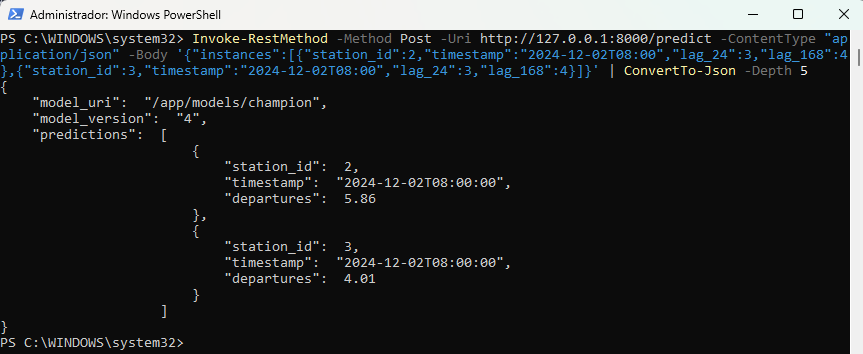 Administrador: Windows PowerShell
PS C:\WINDOWS\system32> Invoke-RestMethod -Method Post -Uri http://127.0.0.1:8000/predict -ContentType "ap
plication/json" -Body '{"instances":[{"station_id":2,"timestamp":"2024-12-02T08:00","lag_24":3,"lag_168":4
},{"station_id":3,"timestamp":"2024-12-02T08:00","lag_24":3,"lag_168":4}]}' | ConvertTo-Json -Depth 5
{
    "model_uri":  "/app/models/champion",
    "model_version":  "4",
    "predictions":  [
                        {
                            "station_id":  2,
                            "timestamp":  "2024-12-02T08:00:00",
                            "departures":  5.86
                        },
                        {
                            "station_id":  3,
                            "timestamp":  "2024-12-02T08:00:00",
                            "departures":  4.01
                        }
                    ]
}
PS C:\WINDOWS\system32>